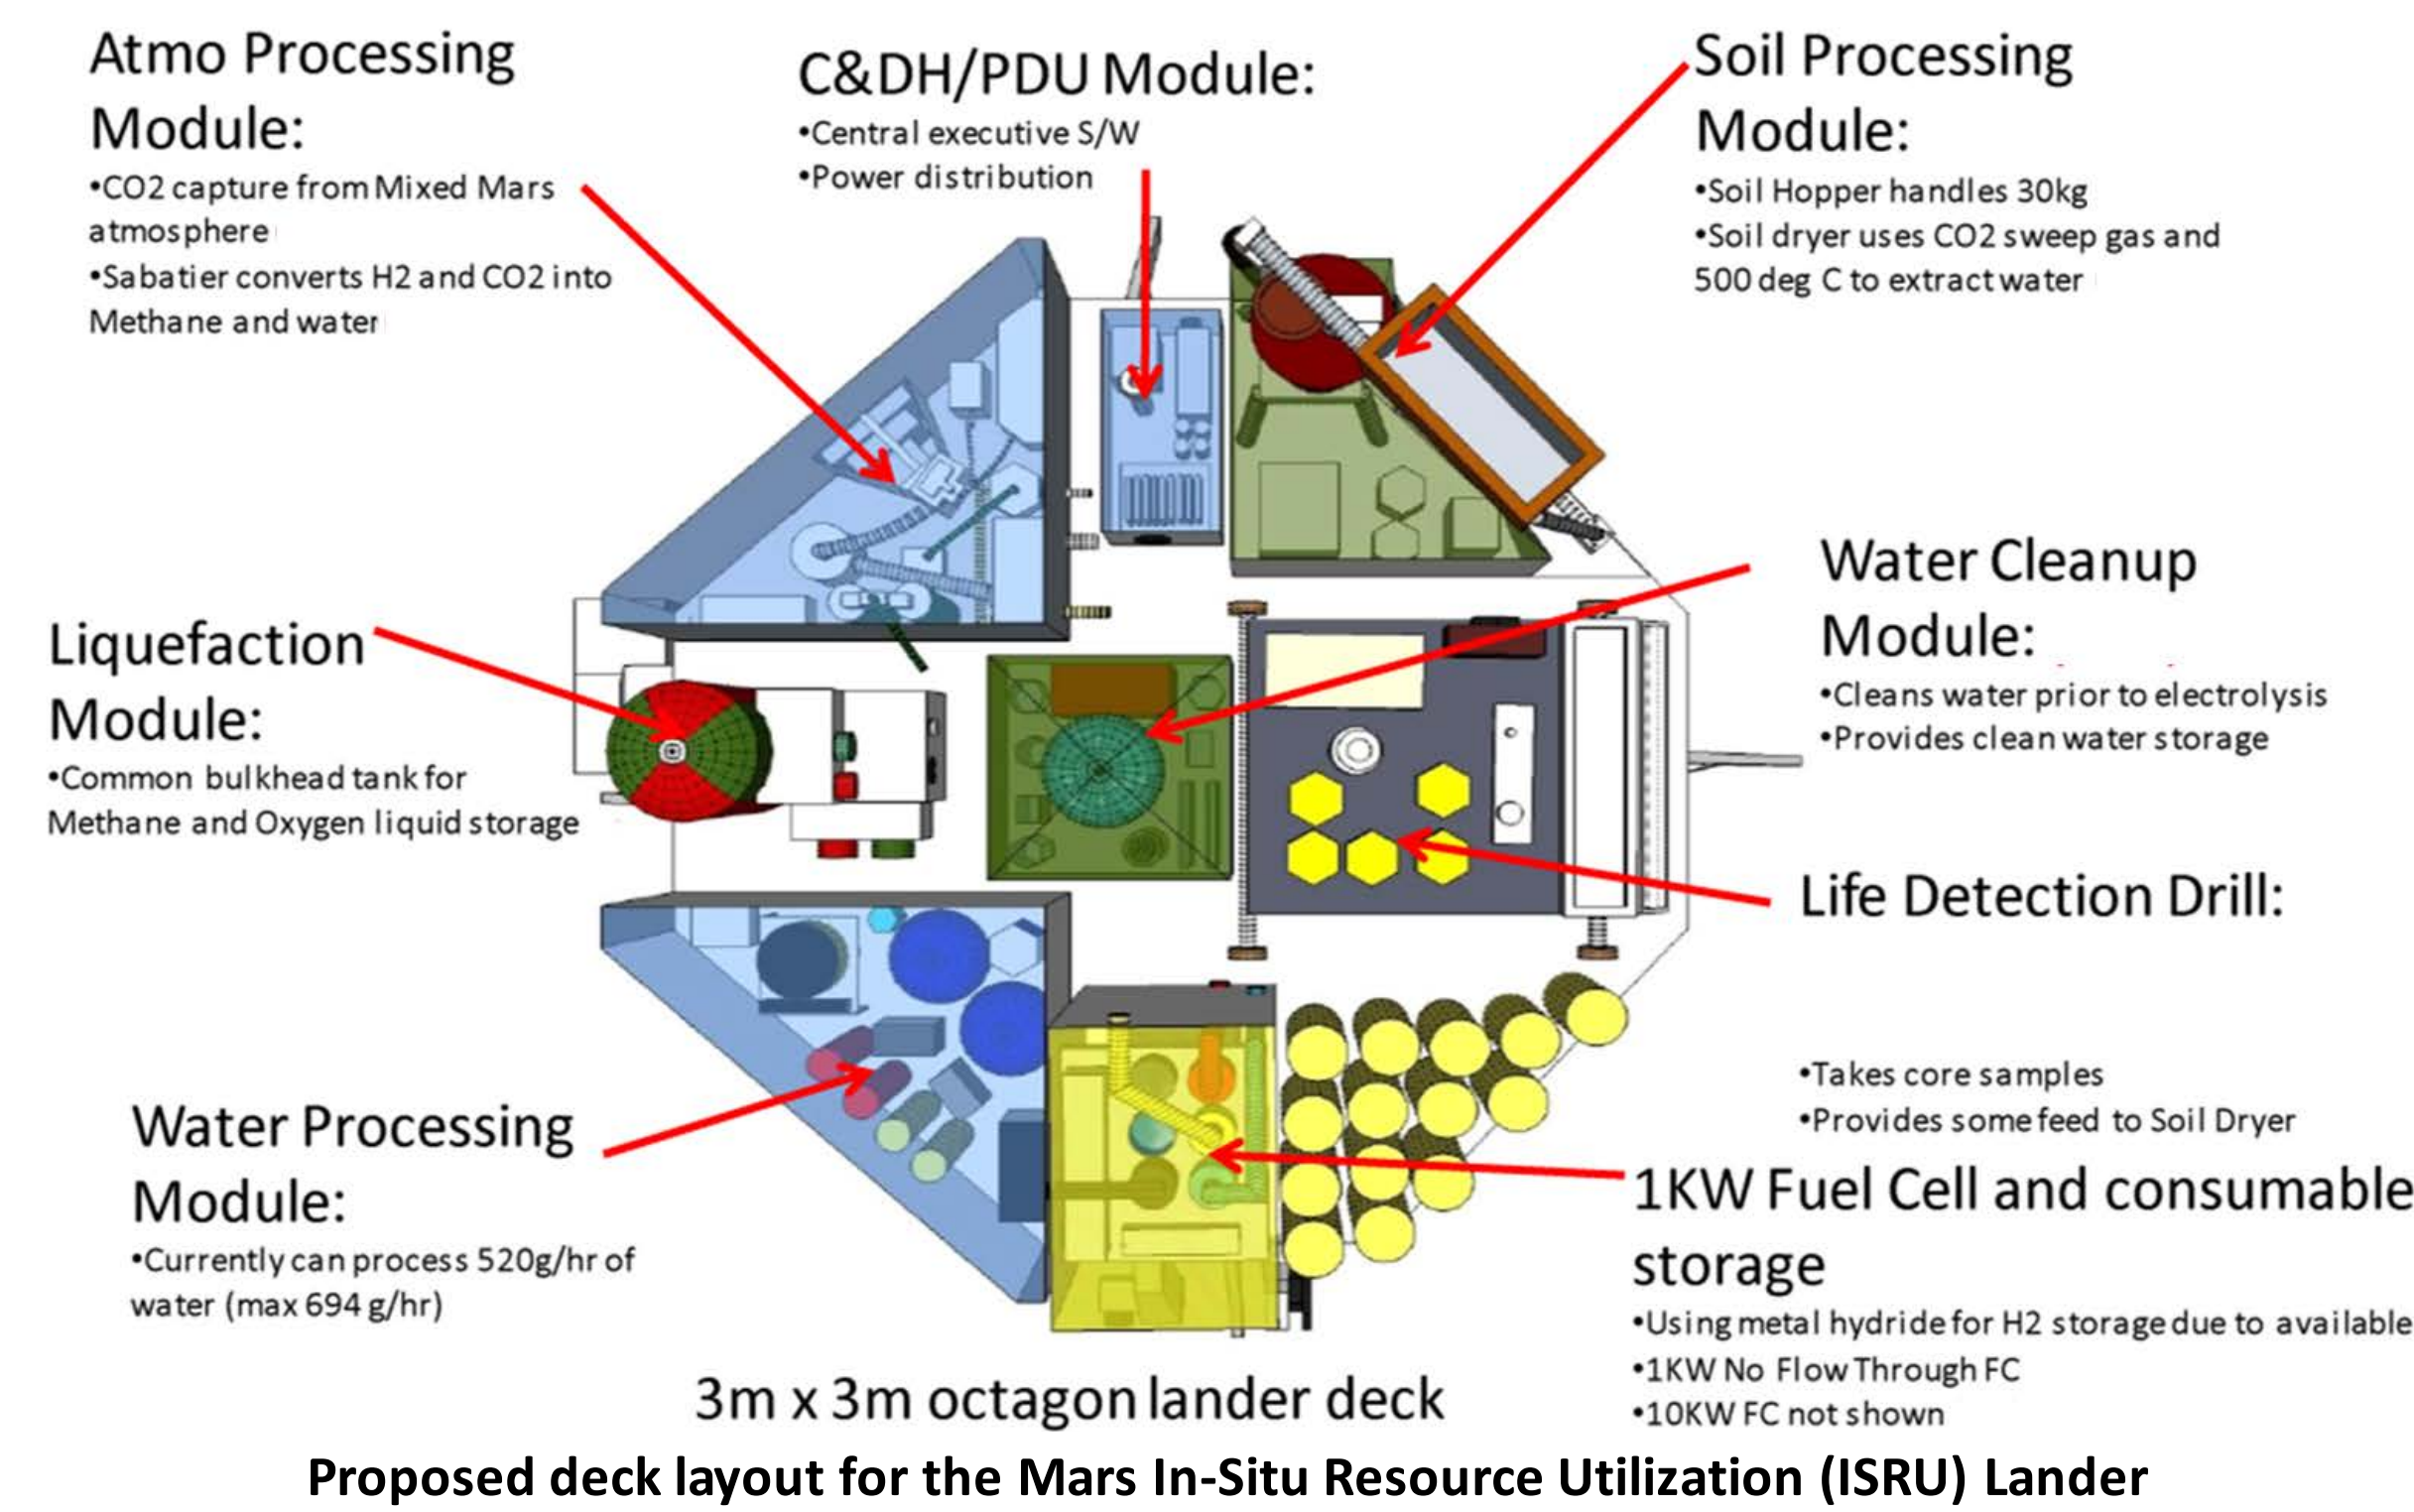 Atmo Processing
Module:
•CO2 capture from Mixed Mars
atmosphere
•Sabatier converts H2 and CO2 into
Methane and water
C&DH/PDU Module:
•Central executive S/W
•Power distribution
Soil Processing
Module:
•Soil Hopper handles 30kg
•Soil dryer uses CO2 sweep gas and
500 deg C to extract water
Liquefaction
Module:
•Common bulkhead tank for
Methane and Oxygen liquid storage
Water Cleanup
Module:
•Cleans water prior to electrolysis
•Provides clean water storage
Life Detection Drill:
•Takes core samples
•Provides some feed to Soil Dryer
Water Processing
Module:
•Currently can process 520g/hr of
water (max 694 g/hr)
1KW Fuel Cell and consumable
storage
•Using metal hydride for H2 storage due to available
•1KW No Flow Through FC
•10KW FC not shown
3m x 3m octagon lander deck
Proposed deck layout for the Mars In-Situ Resource Utilization (ISRU) Lander